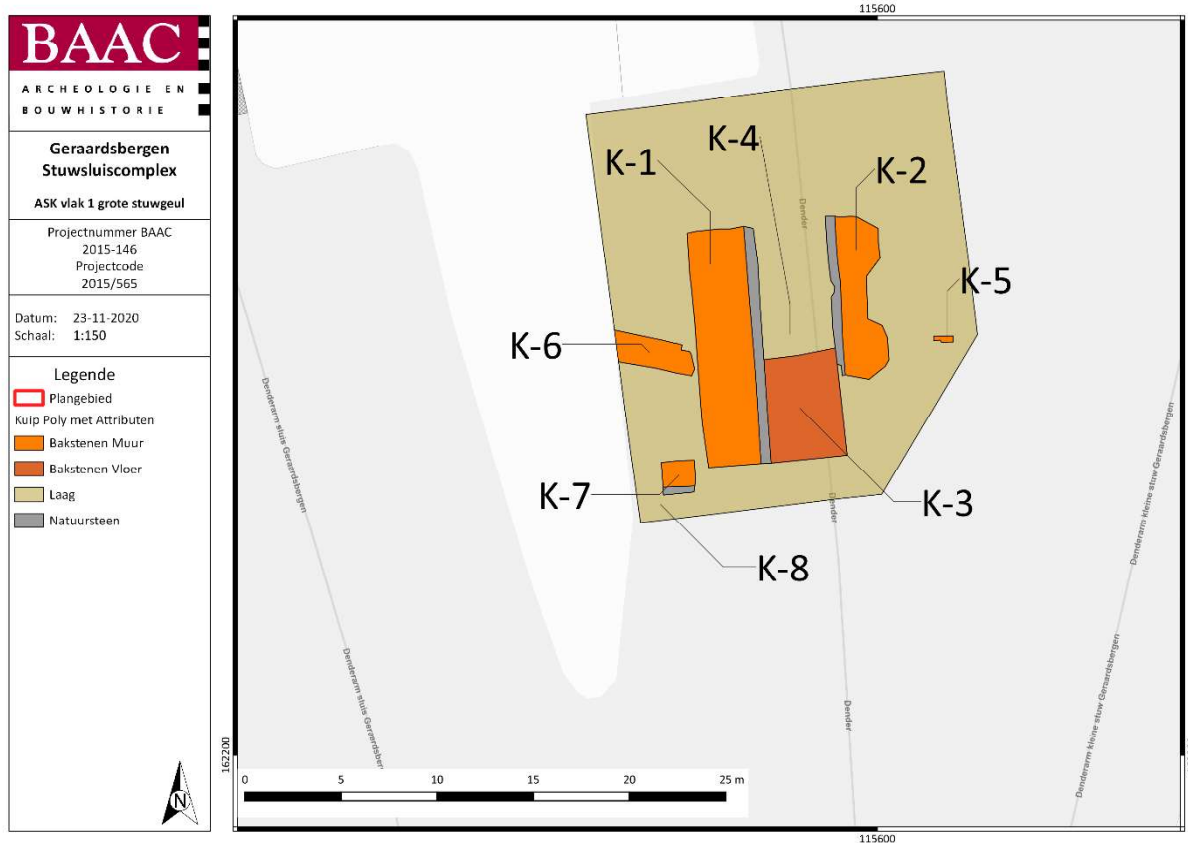 BAAC
ARCHEOLOGIE EN
BOUWHISTORIE
Geraardsbergen
Stuwsluiscomplex
ASK vlak 1 grote stuwgeul
Projectnummer BAAC
2015-146
Projectcode
2015/565
Datum: 23-11-2020
Schaal: 1:150
Legende
Plangebied
Kuip Poly met Attributen
Bakstenen Muur
Bakstenen Vloer
Laag
Natuursteen
N
115600
K-4
K-1
K-2
K-5
K-6
K-7
K-3
K-8
Dender
Dender
Dender
Denderarm sluis Geraardsbergen
Denderarm sluis Geraardsber
Denderarm kleine stuw Geraardsbergen
Denderarm kleine stuw Geraardsbergen
162200
0 5 10 15 20 25 m
115600